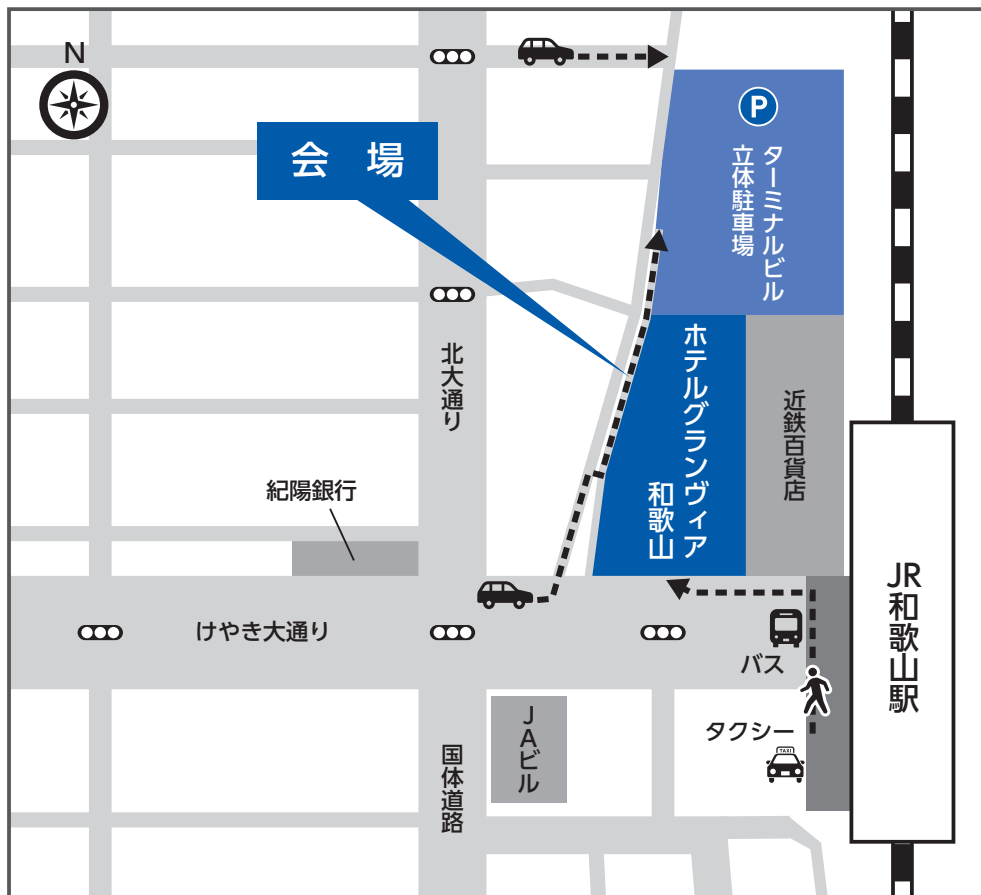 N
会 場
P
ターミナルビル
立体駐車場
ホテルグランヴィア
和歌山
近鉄百貨店
北大通り
紀陽銀行
JR和歌山駅
けやき大通り
バス
タクシー
TAXI
JAビル
国体道路